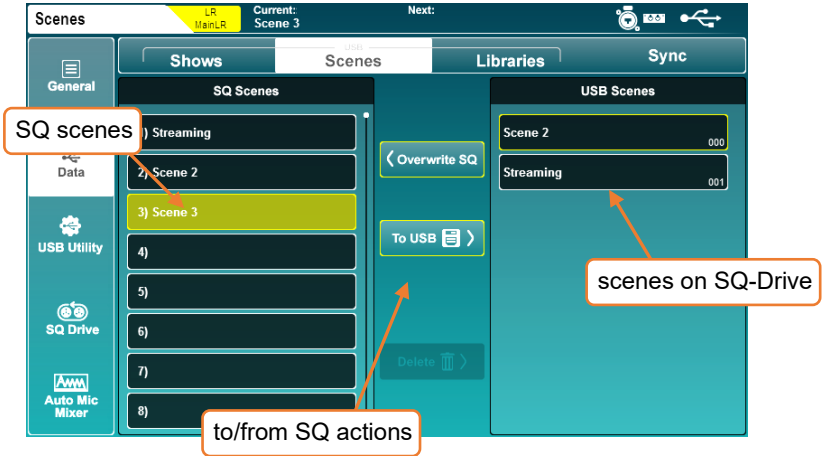 Scenes
LR
MainLR
Current:
Scene 3
Next:
General
Data
USB Utility
SQ Drive
Auto Mic
Mixer
Shows
Scenes
Libraries
Sync
SQ Scenes
SQ scenes
) Streaming
2) Scene 2
3) Scene 3
4)
5)
6)
7)
8)
Overwrite SQ
To USB
Delete
to/from SQ actions
USB Scenes
Scene 2
000
Streaming
001
scenes on SQ-Drive